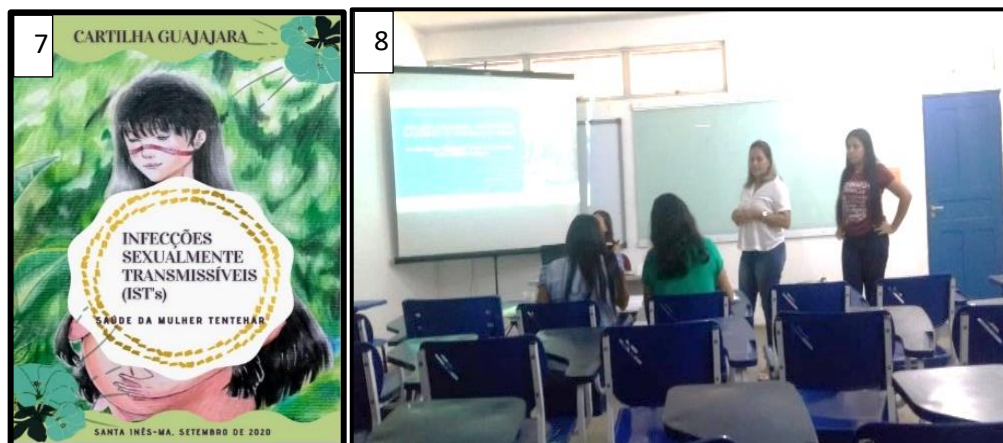 7
CARTILHA GUAJAJARA
INFECÇÕES
SEXUALMENTE
TRANSMISSÍVEIS
(IST's)
SAÚDE DA MULHER TENTEHAR
SANTA INÊS-MA, SETEMBRO DE 2020
8